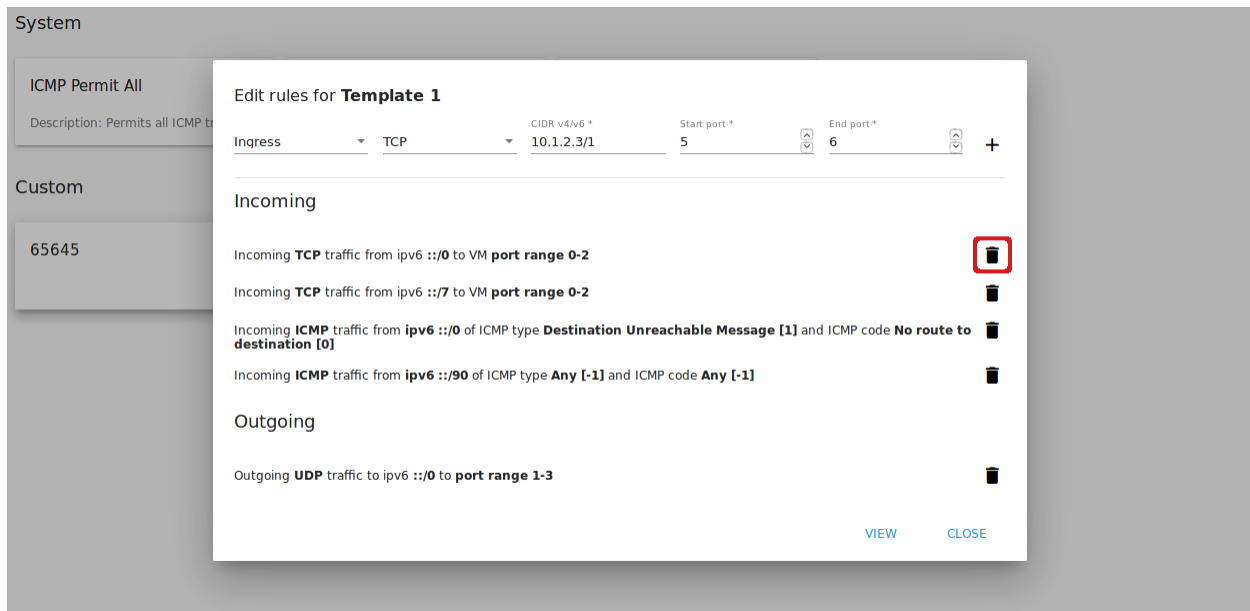 System
ICMP Permit All
Description: Permits all ICMP tr
Custom
65645
Edit rules for Template 1
CIDR v4/v6 * Start port * End port *
Ingress TCP 10.1.2.3/1 5 6 +
Incoming
Incoming TCP traffic from ipv6 ::/0 to VM port range 0-2
Incoming TCP traffic from ipv6 ::/7 to VM port range 0-2
Incoming ICMP traffic from ipv6 ::/0 of ICMP type Destination Unreachable Message [1] and ICMP code No route to
destination [0]
Incoming ICMP traffic from ipv6 ::/90 of ICMP type Any [-1] and ICMP code Any [-1]
Outgoing
Outgoing UDP traffic to ipv6 ::/0 to port range 1-3
VIEW CLOSE